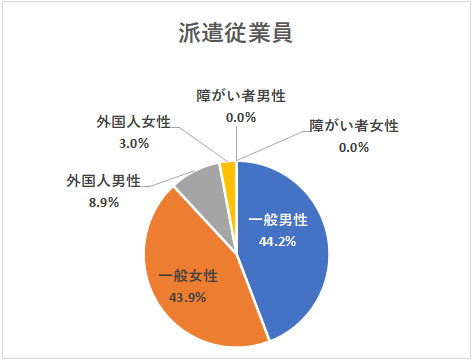 派遣従業員
障がい者男性
0.0%
外国人女性
3.0%
障がい者女性
0.0%
外国人男性
8.9%
一般男性
44.2%
一般女性
43.9%